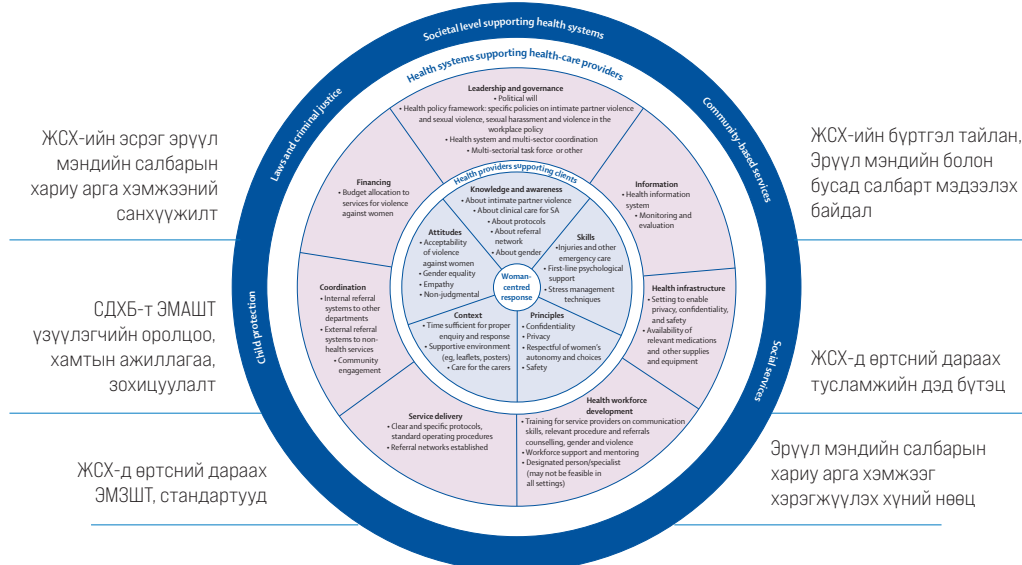 Societal level supporting health systems
Laws and criminal justice
Community-based services
Child protection
Social services
Health systems supporting health-care providers
Leadership and governance
• Political will
• Health policy framework: specific policies on intimate partner violence
and sexual violence, sexual harassment and violence in the
workplace policy
• Health system and multi-sector coordination
• Multi-sectorial task force or other
Financing
• Budget allocation to
services for violence
against women
Information
• Health information
system
• Monitoring and
evaluation
Coordination
• Internal referral
systems to other
departments
• External referral
systems to non-
health services
• Community
engagement
Health infrastructure
• Setting to enable
privacy, confidentiality,
and safety
• Availability of
relevant medications
and other supplies
and equipment
Service delivery
• Clear and specific protocols,
standard operating procedures
• Referral networks established
Health workforce
development
• Training for service providers on communication
skills, relevant procedure and referrals
counselling, gender and violence
• Workforce support and mentoring
• Designated person/specialist
(may not be feasible in
all settings)
Health providers supporting clients
Knowledge and awareness
• About intimate partner violence
• About clinical care for SA
• About protocols
• About referral
network
• About gender
Attitudes
• Acceptability
of violence
against women
• Gender equality
• Empathy
• Non-judgmental
Skills
•Injuries and other
emergency care
• First-line psychological
support
• Stress management
techniques
Woman-
centred
response
Context
• Time sufficient for proper
enquiry and response
• Supportive environment
(eg, leaflets, posters)
• Care for the carers
Principles
• Confidentiality
• Privacy
• Respectful of women's
autonomy and choices
• Safety
ЖСХ-ийн эсрэг эрүүл
мэндийн салбарын
хариу арга хэмжээний
санхүүжилт
СДХБ-т ЭМАШТ
үзүүлэгчийн оролцоо,
хамтын ажиллагаа,
зохицуулалт
ЖСХ-д өртсний дараах
ЭМЗШТ, стандартууд
ЖСХ-ийн бүртгэл тайлан,
Эрүүл мэндийн болон
бусад салбарт мэдээлэх
байдал
ЖСХ-д өртсний дараах
тусламжийн дэд бүтэц
Эрүүл мэндийн салбарын
хариу арга хэмжээг
хэрэгжүүлэх хүний нөөц